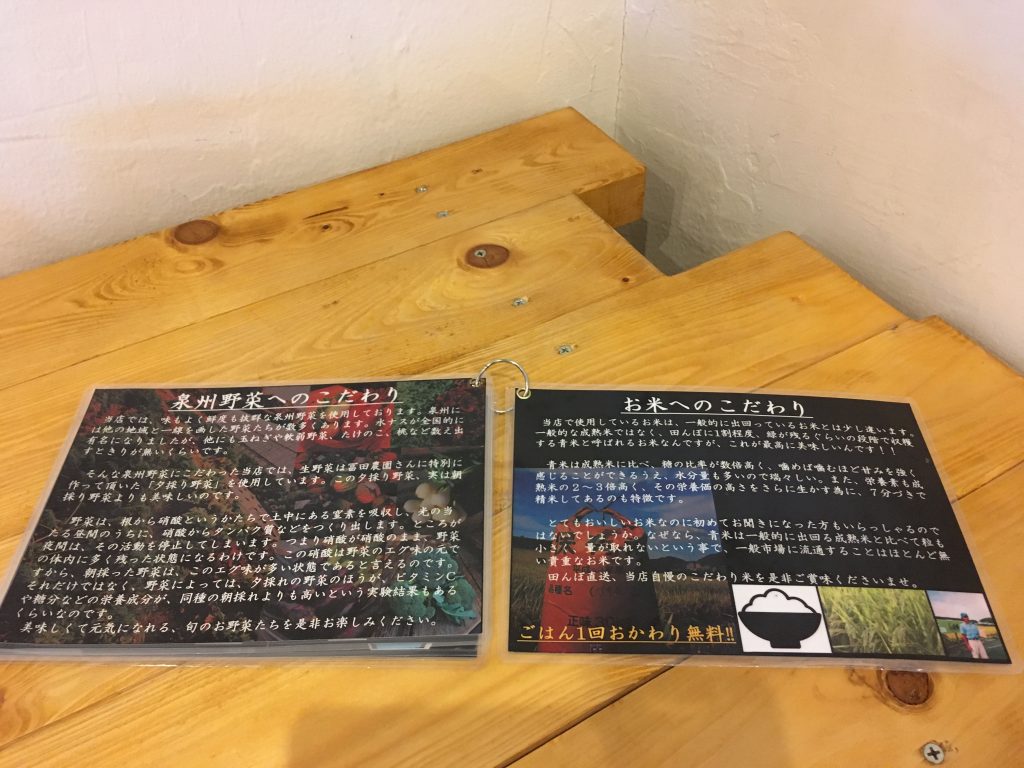 泉州野菜へのこだわり
当店では、味もよく鮮度も抜群な泉州野菜を使用しております。泉州に
は他の地域と一線を画した野菜たちが数多くあります。水ナスが全国的に
有名になりましたが、他にも玉ねぎや軟弱野菜、たけのこ、桃など数え出
すときりが無いくらいです。
そんな泉州野菜にこだわった当店では、生野菜は冨田農園さんに特別に
作って頂いた「夕採り野菜」を使用しています。この夕採り野菜、実は朝
採り野菜よりも美味しいのです。
野菜は、根から硝酸というかたちで土中にある窒素を吸収し、光の当
たる昼間のうちに、硝酸からタンパク質などをつくり出します。ところが
夜間は、その活動を停止してしまいます。つまり硝酸が硝酸のまま、野菜
の体内に多く残った状態になるわけです。この硝酸は野菜のエグ味の元で
すから、朝採った野菜は、このエグ味が多い状態であると言えるのです。
それだけではなく、野菜によっては、夕採れの野菜のほうが、ビタミンC
や糖分などの栄養成分が、同種の朝採れよりも高いという実験結果もある
くらいなのです。
美味しくて元気になれる、旬のお野菜たちを是非お楽しみください。
お米へのこだわり
当店で使用しているお米は、一般的に出回っているお米とは少し違います。
一般的な成熟米ではなく、田んぼに1割程度、緑が残るぐらいの段階で収穫
する青米と呼ばれるお米なんですが、これが最高に美味しいんです！！
青米は成熟米に比べ、糖の比率が数倍高く、噛めば噛むほど甘みを強く
感じることができるうえ、水分量も多いので瑞々しい。また、栄養素も成
熟米の２～３倍高く、その栄養価の高さをさらに生かす為に、７分づきで
精米してあるのも特徴です。
とてもおいしいお米なのに初めてお聞きになった方もいらっしゃるので
はないでしょうか。なぜなら、青米は一般的に出回る成熟米と比べて粒も
小さく、量が取れないという事で、一般市場に流通することはほとんど無
い貴重なお米です。
田んぼ直送、当店自慢のこだわり米を是非ご賞味くださいませ。
ごはん1回おかわり無料!!